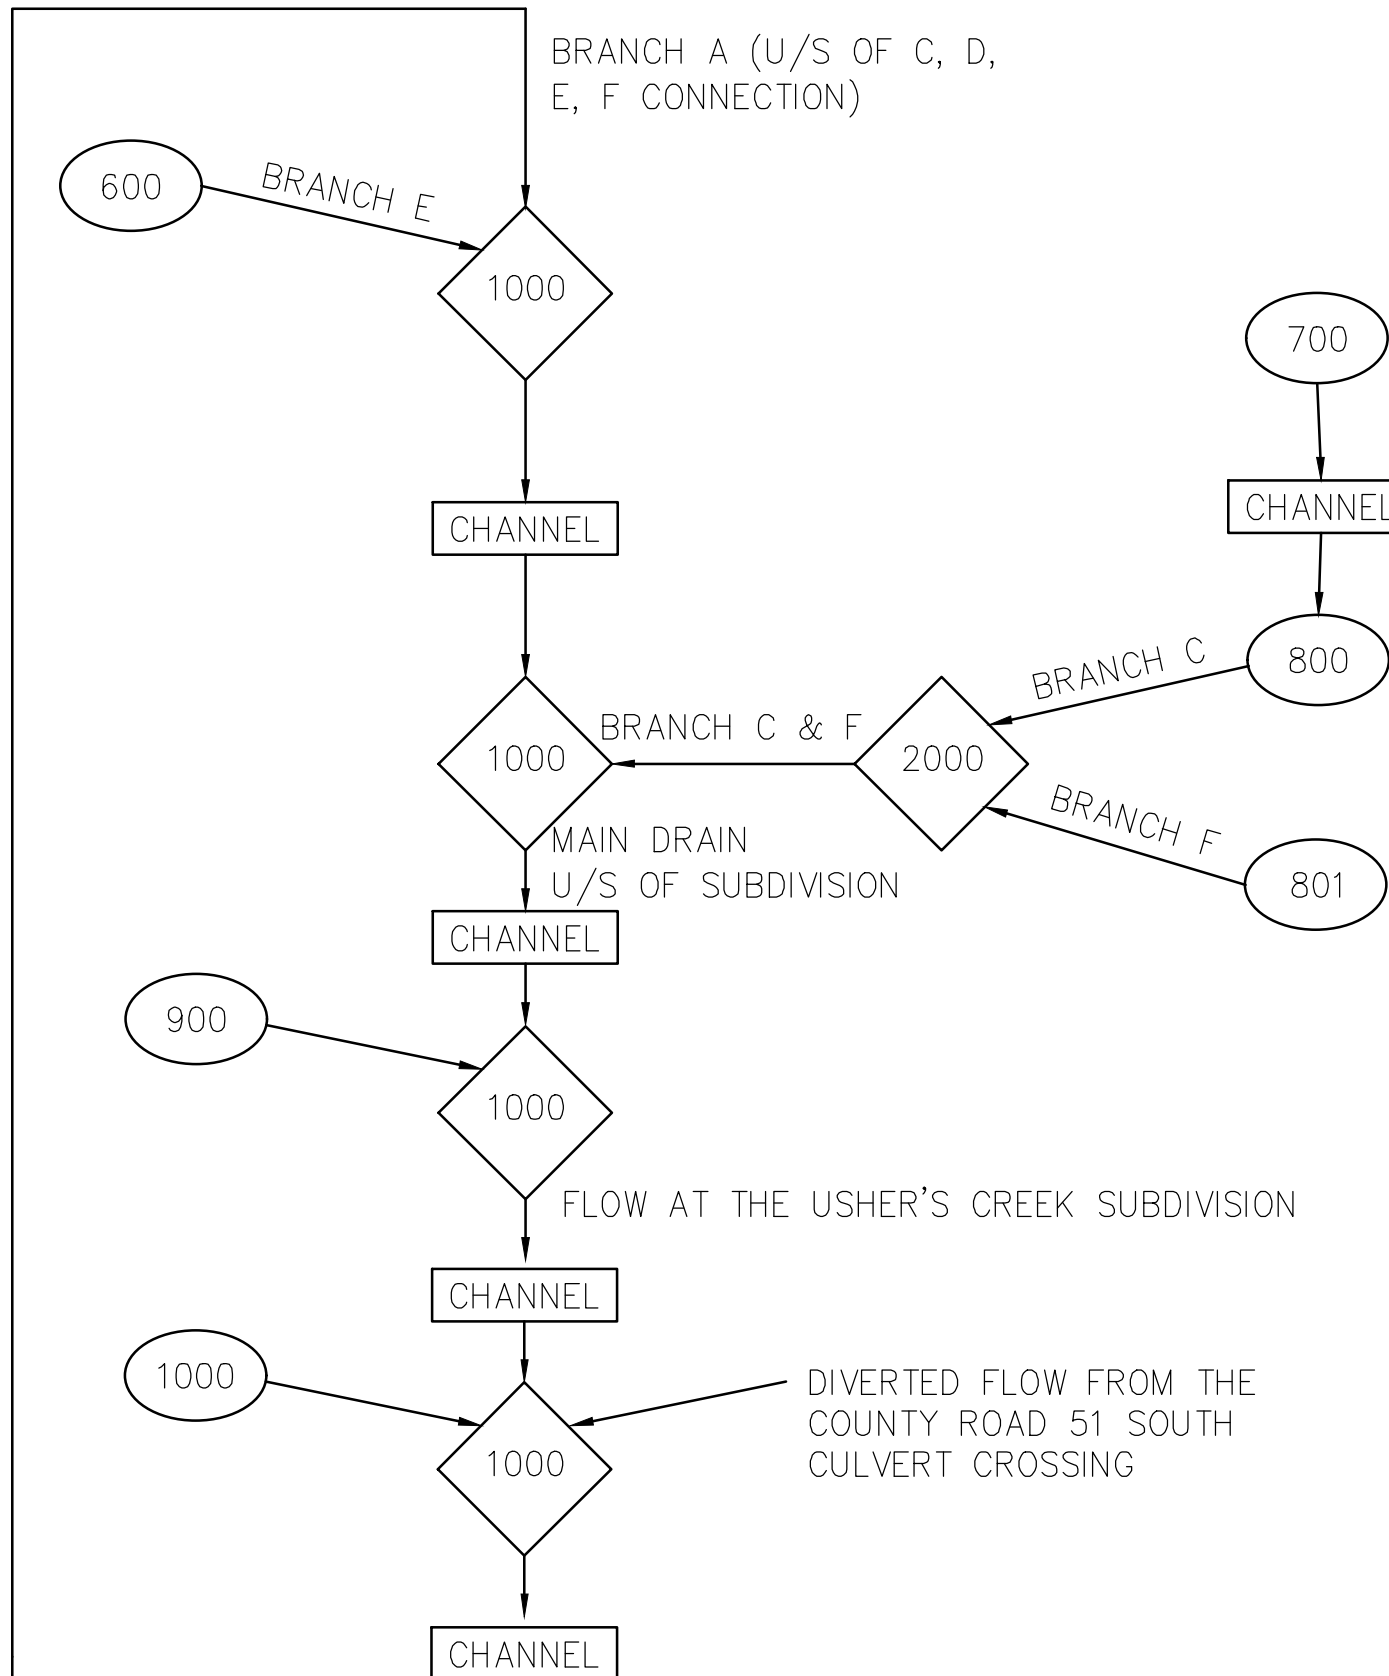 BRANCH A (U/S OF C, D,
E, F CONNECTION)
600
BRANCH E
1000
700
CHANNEL
CHANNEL
800
BRANCH C
BRANCH C & F
1000
2000
BRANCH F
801
MAIN DRAIN
U/S OF SUBDIVISION
CHANNEL
900
1000
FLOW AT THE USHER'S CREEK SUBDIVISION
CHANNEL
1000
DIVERTED FLOW FROM THE
COUNTY ROAD 51 SOUTH
CULVERT CROSSING
1000
CHANNEL